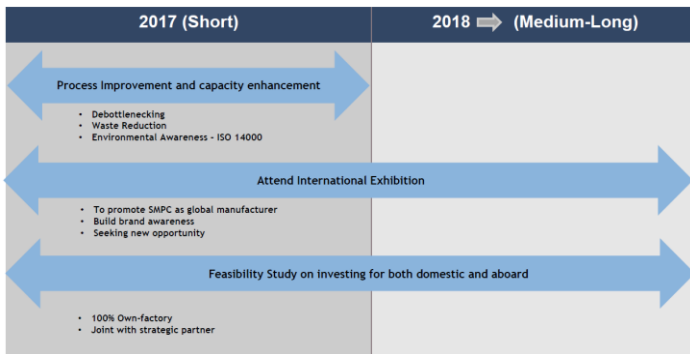 2017 (Short)
2018 (Medium-Long)
Process Improvement and capacity enhancement
• Debottlenecking
• Waste Reduction
• Environmental Awareness – ISO 14000
Attend International Exhibition
• To promote SMPC as global manufacturer
• Build brand awareness
• Seeking new opportunity
Feasibility Study on investing for both domestic and aboard
• 100% Own-factory
• Joint with strategic partner